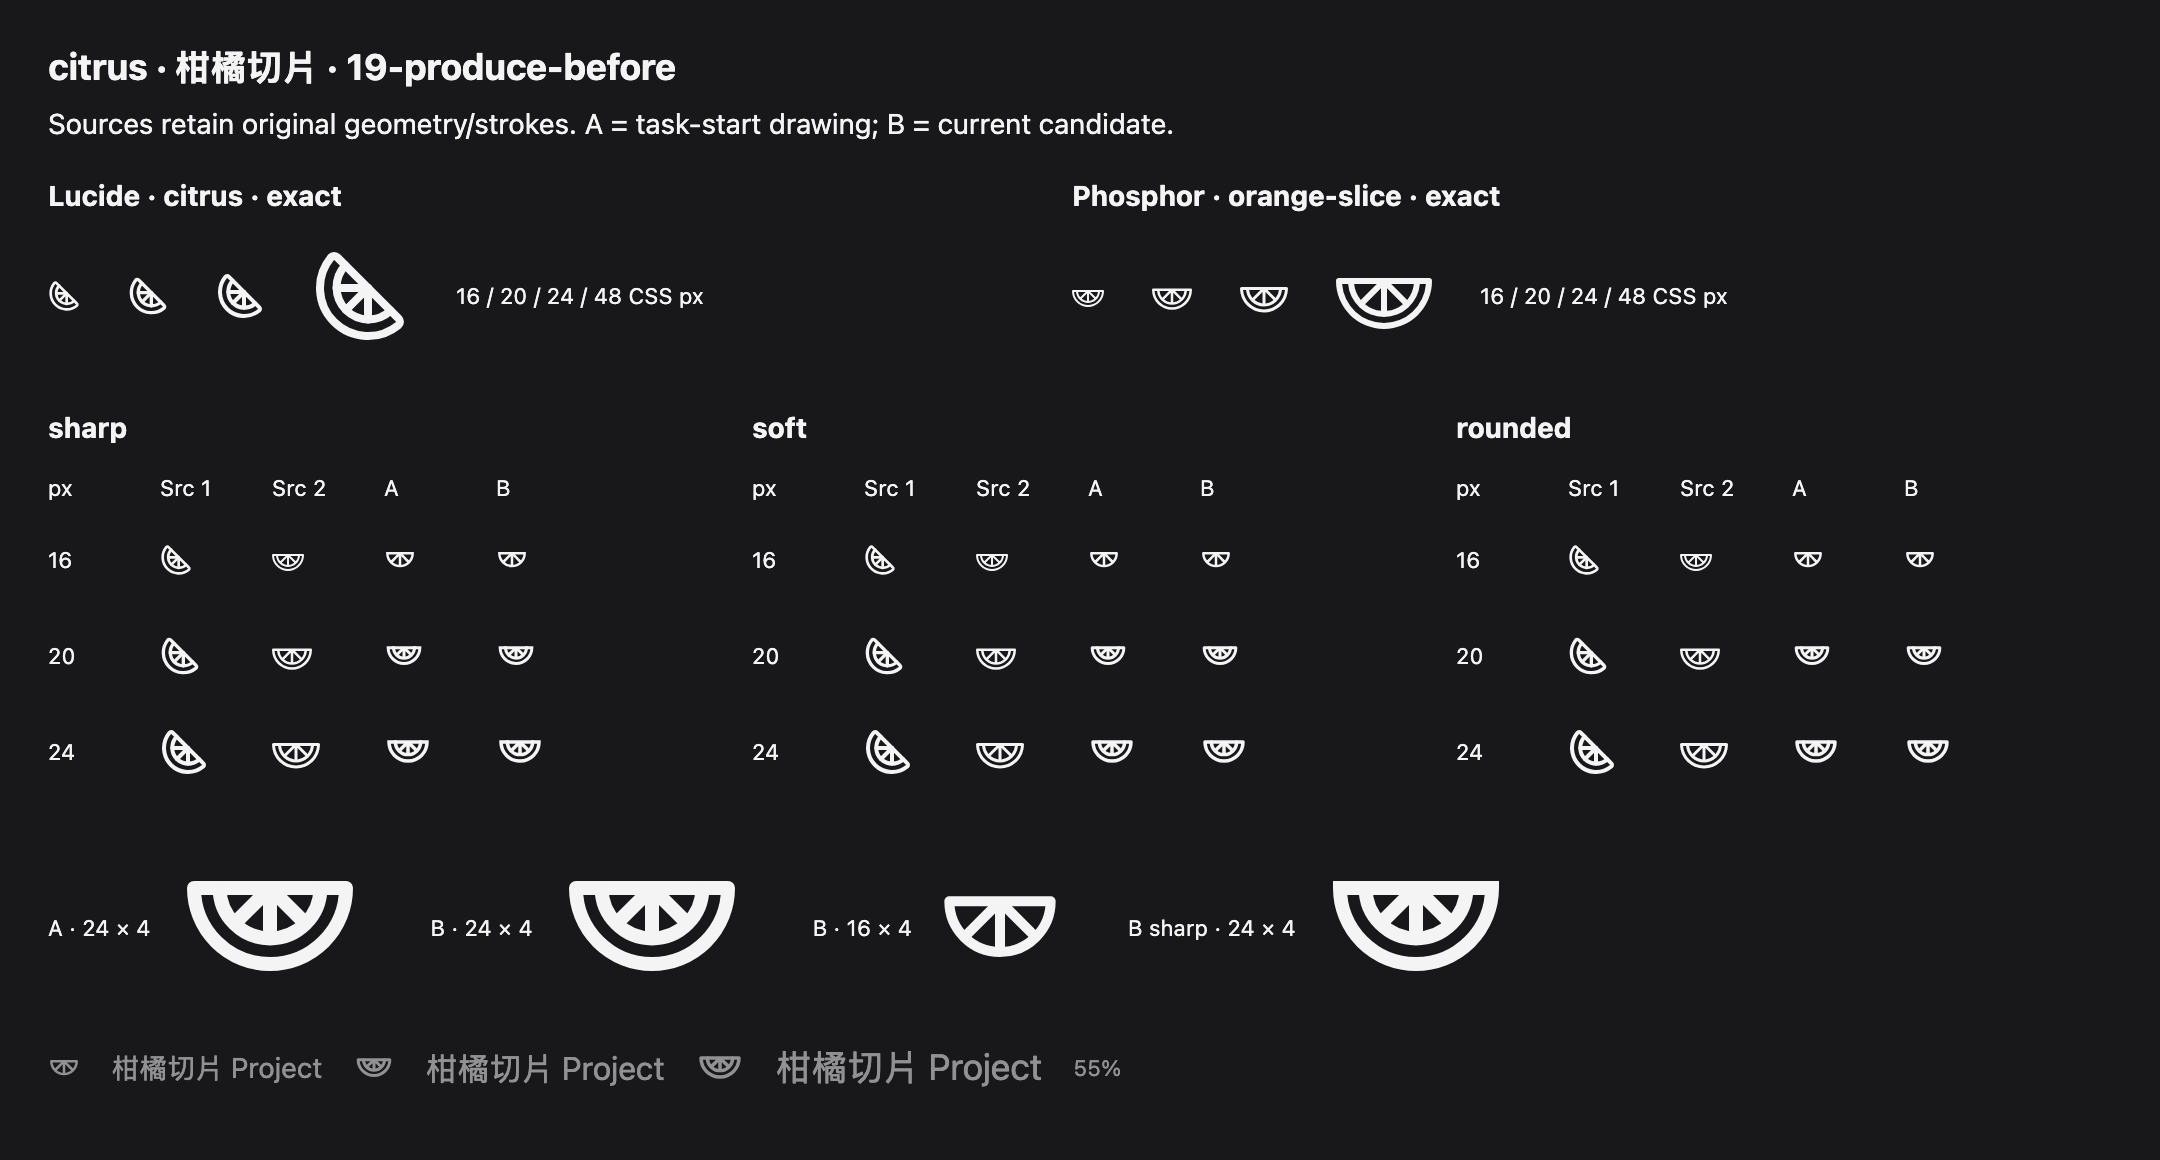 citrus · 柑橘切片 · 19-produce-before
Sources retain original geometry/strokes. A = task-start drawing; B = current candidate.
Lucide · citrus · exact
Phosphor · orange-slice · exact
16 / 20 / 24 / 48 CSS px
16 / 20 / 24 / 48 CSS px
sharp
soft
rounded
px Src 1 Src 2 A B
px Src 1 Src 2 A B
px Src 1 Src 2 A B
16
16
16
20
20
20
24
24
24
A · 24 × 4
B · 24 × 4
B · 16 × 4
B sharp · 24 × 4
柑橘切片 Project
柑橘切片 Project
柑橘切片 Project
55%